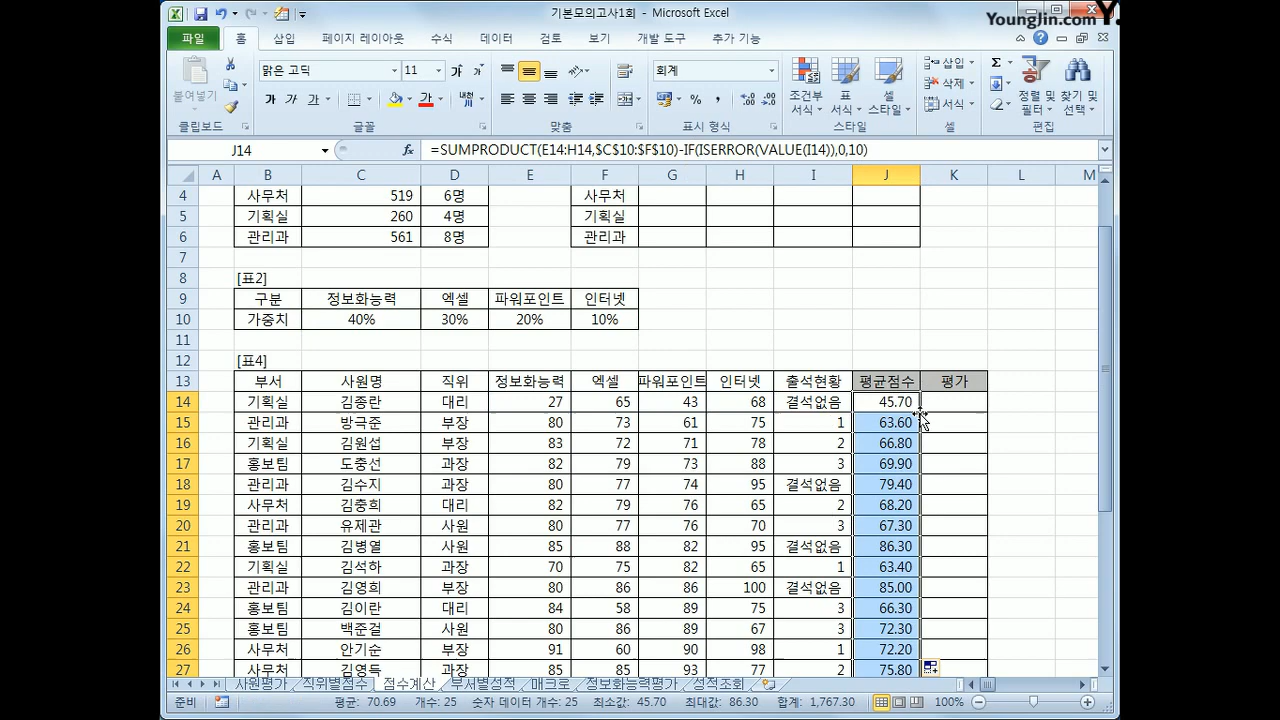 기본모의고사1회 - Microsoft Excel
YoungJin.com Y.
파일 홈 삽입 페이지 레이아웃 수식 데이터 검토 보기 개발 도구 추가 기능
맑은 고딕 11 회계
붙여넣기
조건부 서식 표 서식 셀 스타일
삽입
삭제
서식
정렬 및 필터 찾기 및 선택
클립보드 글꼴 맞춤 표시 형식 스타일 셀 편집
J14 fx =SUMPRODUCT(E14:H14,$C$10:$F$10)-IF(ISERROR(VALUE(I14)),0,10)
A B C D E F G H I J K L M
4 사무처 519 6명 사무처
5 기획실 260 4명 기획실
6 관리과 561 8명 관리과
7
8 [표2]
9 구분 정보화능력 엑셀 파워포인트 인터넷
10 가중치 40% 30% 20% 10%
11
12 [표4]
13 부서 사원명 직위 정보화능력 엑셀 파워포인트 인터넷 출석현황 평균점수 평가
14 기획실 김종란 대리 27 65 43 68 결석없음 45.70
15 관리과 방극준 부장 80 73 61 75 1 63.60
16 기획실 김원섭 부장 83 72 71 78 2 66.80
17 홍보팀 도충선 과장 82 79 73 88 3 69.90
18 관리과 김수지 과장 80 77 74 95 결석없음 79.40
19 사무처 김충희 대리 82 79 76 65 2 68.20
20 관리과 유제관 사원 80 77 76 70 3 67.30
21 홍보팀 김병열 사원 85 88 82 95 결석없음 86.30
22 기획실 김석하 과장 70 75 82 65 1 63.40
23 관리과 김영희 부장 80 86 86 100 결석없음 85.00
24 홍보팀 김이란 대리 84 58 89 75 3 66.30
25 홍보팀 백준걸 사원 80 86 89 67 3 72.30
26 사무처 안기순 부장 91 60 90 98 1 72.20
27 사무처 김영득 과장 85 85 93 77 2 75.80
사원평가 직위별점수 점수계산 부서별성적 매크로 정보화능력평가 성적조회
준비 평균: 70.69 개수: 25 숫자 데이터 개수: 25 최소값: 45.70 최대값: 86.30 합계: 1,767.30 100%